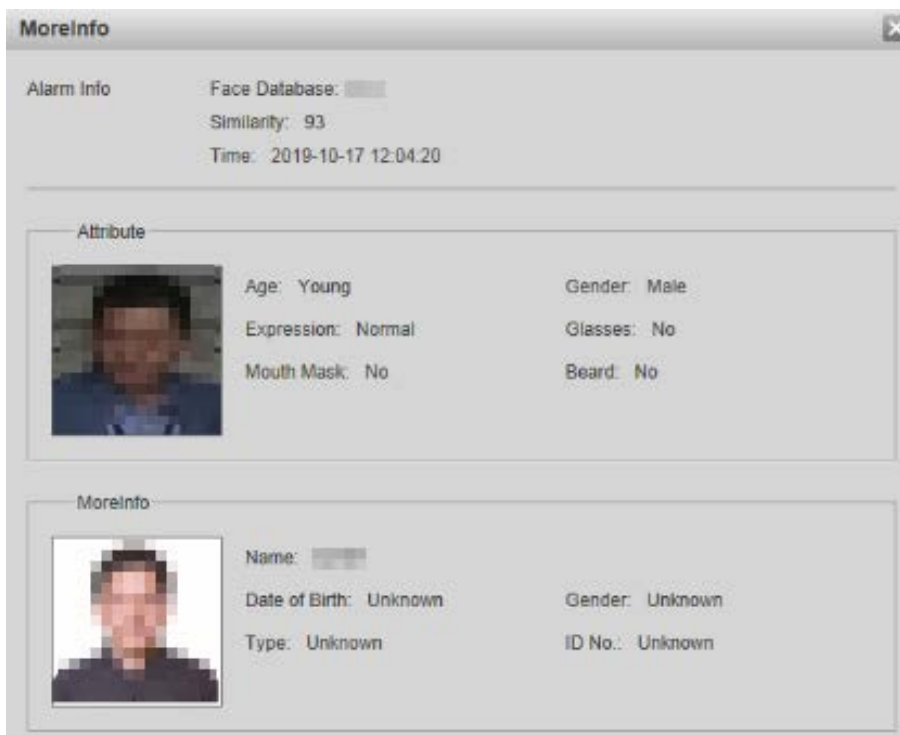 MoreInfo
Alarm Info
Face Database:
Similarity: 93
Time: 2019-10-17 12:04:20
Attribute
Age: Young Gender: Male
Expression: Normal Glasses: No
Mouth Mask: No Beard: No
MoreInfo
Name:
Date of Birth: Unknown Gender: Unknown
Type: Unknown ID No.: Unknown